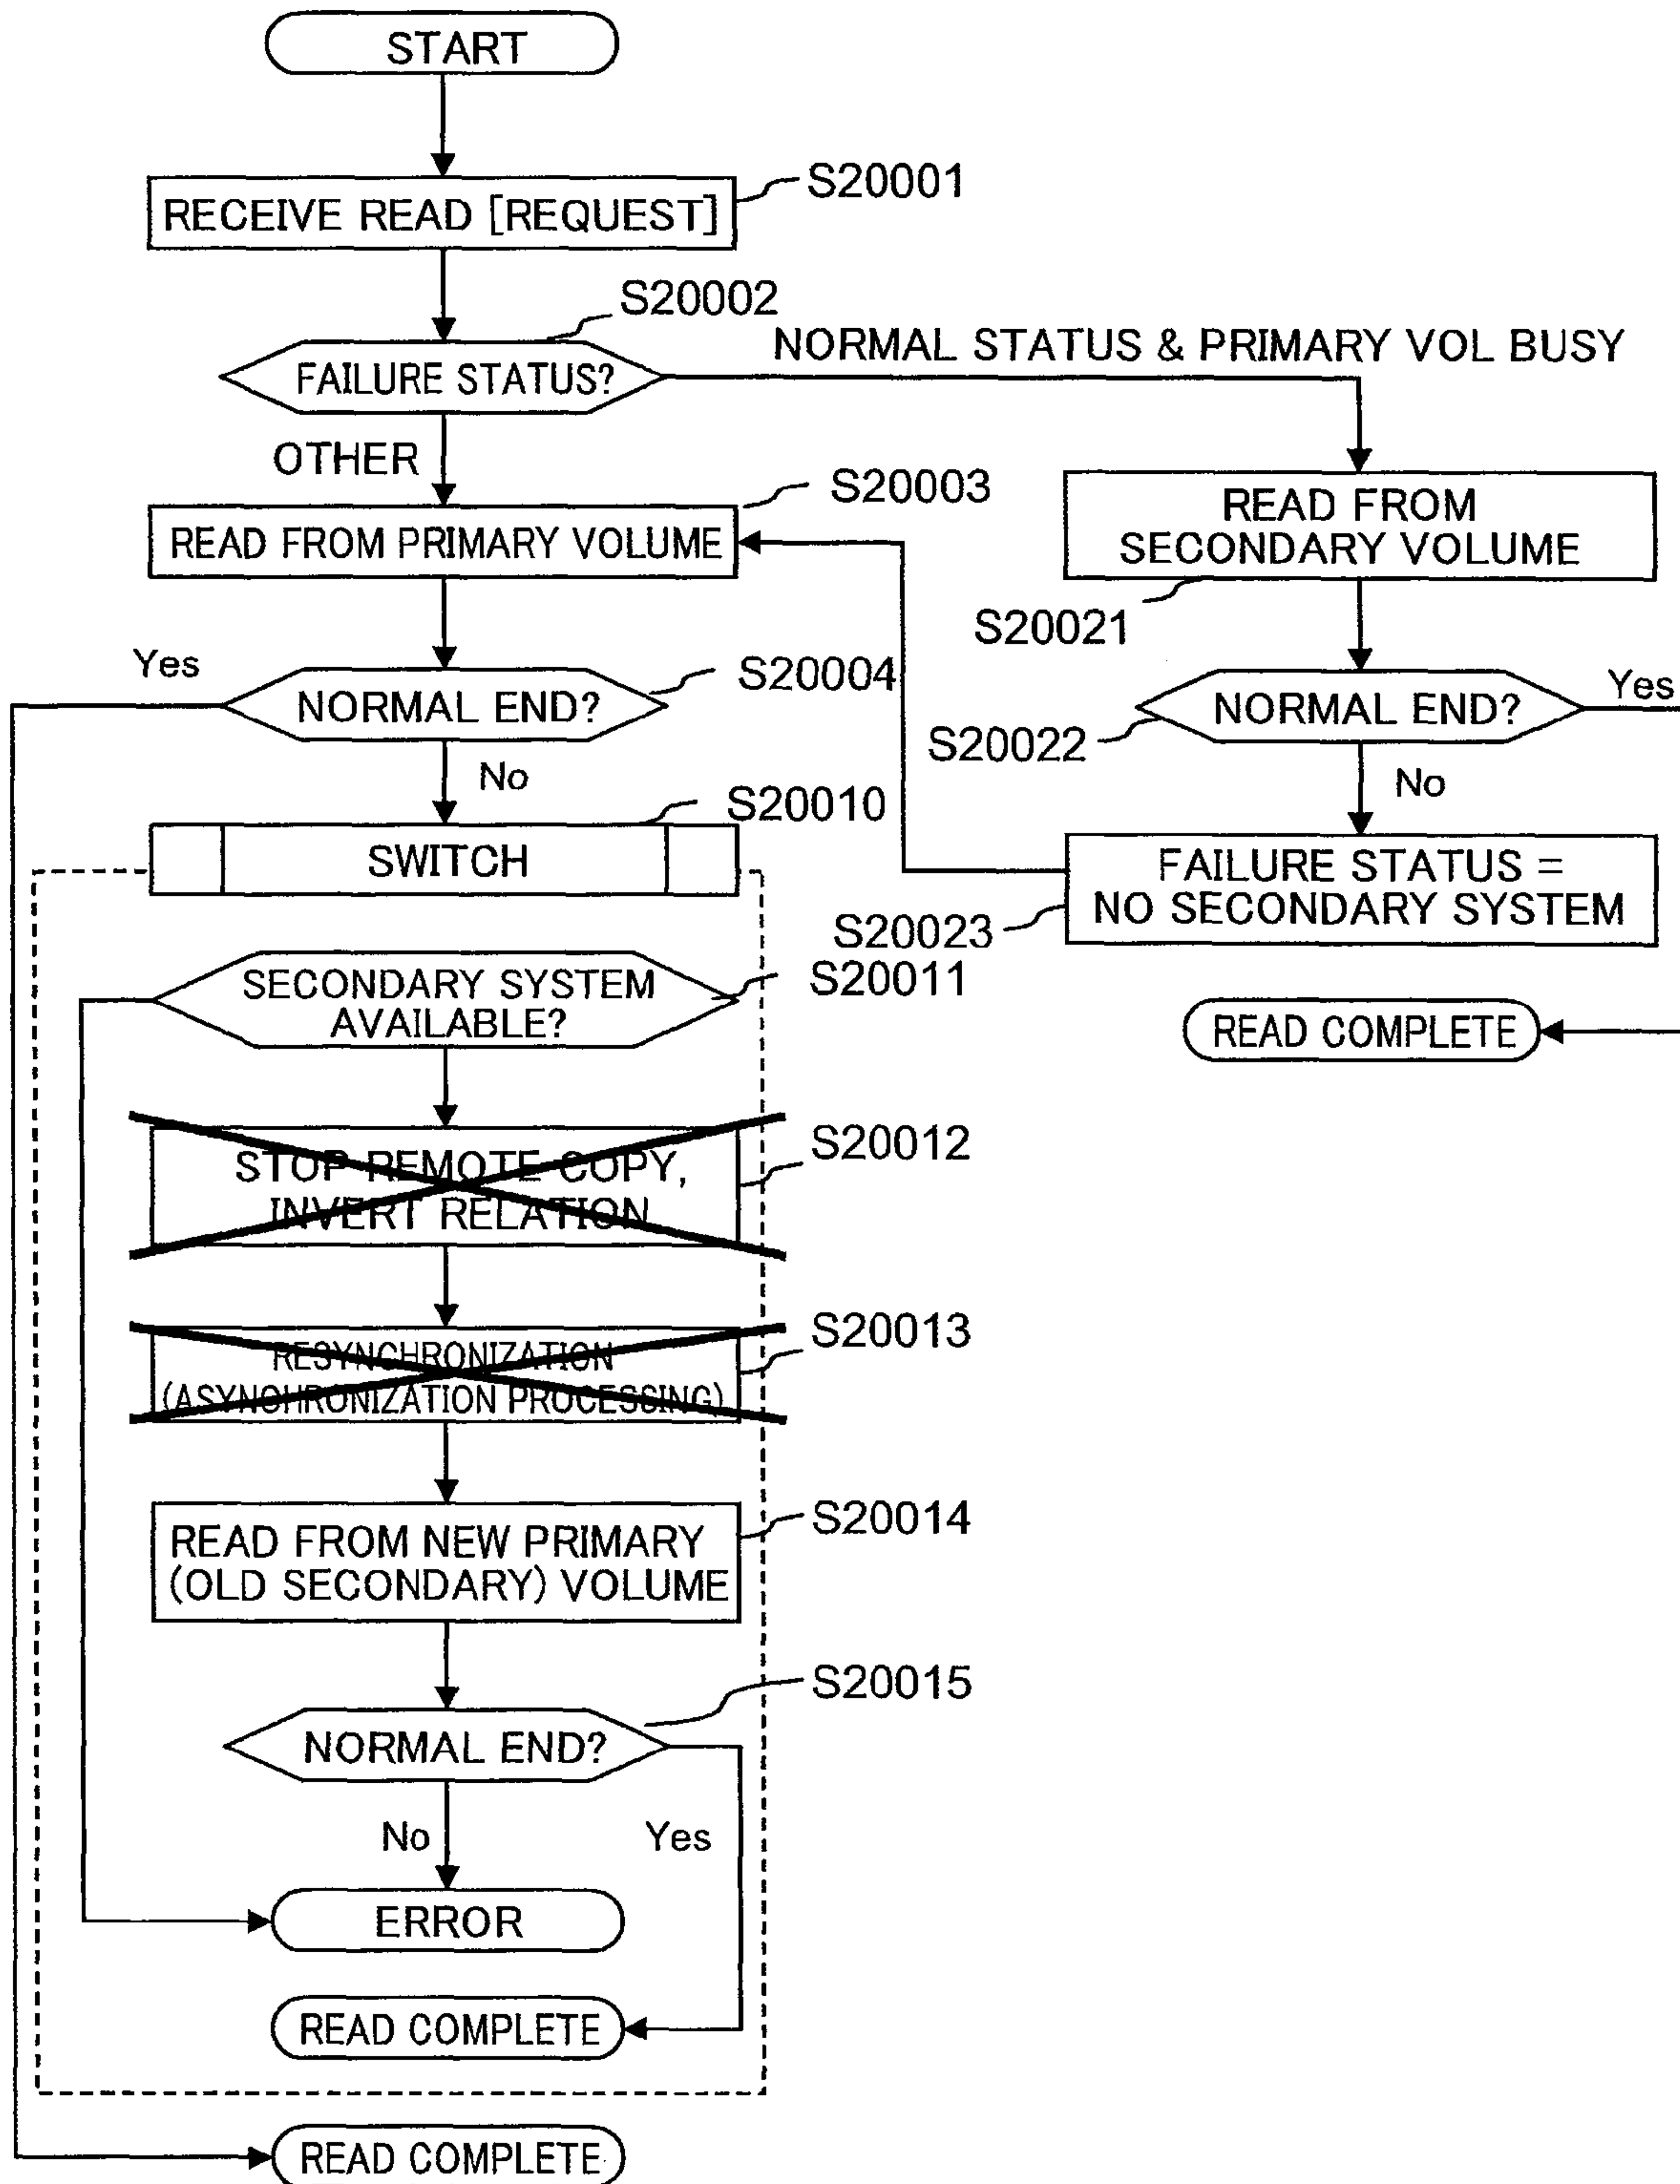 START
RECEIVE READ [REQUEST]
S20001
S20002
FAILURE STATUS?
NORMAL STATUS & PRIMARY VOL BUSY
OTHER
READ FROM PRIMARY VOLUME
S20003
READ FROM
SECONDARY VOLUME
S20021
Yes
NORMAL END?
S20004
NORMAL END?
Yes
S20022
No
No
SWITCH
S20010
FAILURE STATUS =
NO SECONDARY SYSTEM
S20023
SECONDARY SYSTEM
AVAILABLE?
S20011
READ COMPLETE
STOP REMOTE COPY,
INVERT RELATION
S20012
RESYNCHRONIZATION
(ASYNCHRONIZATION PROCESSING)
S20013
READ FROM NEW PRIMARY
(OLD SECONDARY) VOLUME
S20014
S20015
NORMAL END?
No
Yes
ERROR
READ COMPLETE
READ COMPLETE